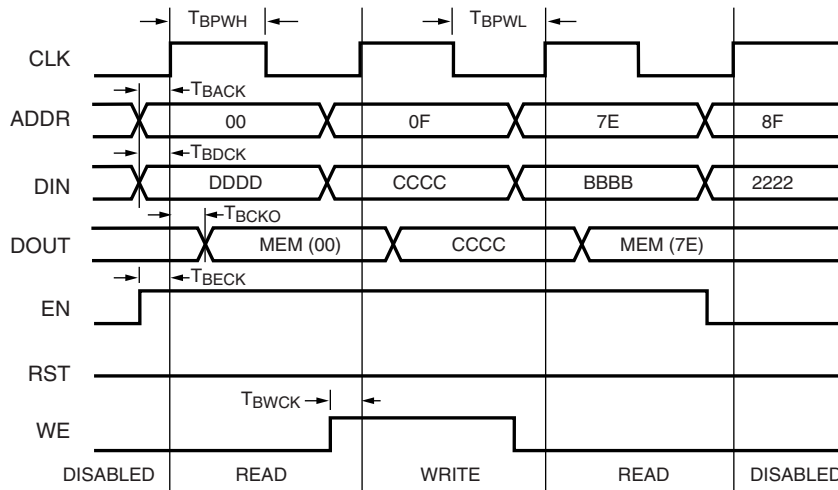 TBPWH TBPWL
CLK
TBACK
ADDR 00 0F 7E 8F
TBDCK
DIN DDDD CCCC BBBB 2222
TBCKO
DOUT MEM (00) CCCC MEM (7E)
TBECK
EN
RST
TBWCK
WE
DISABLED READ WRITE READ DISABLED